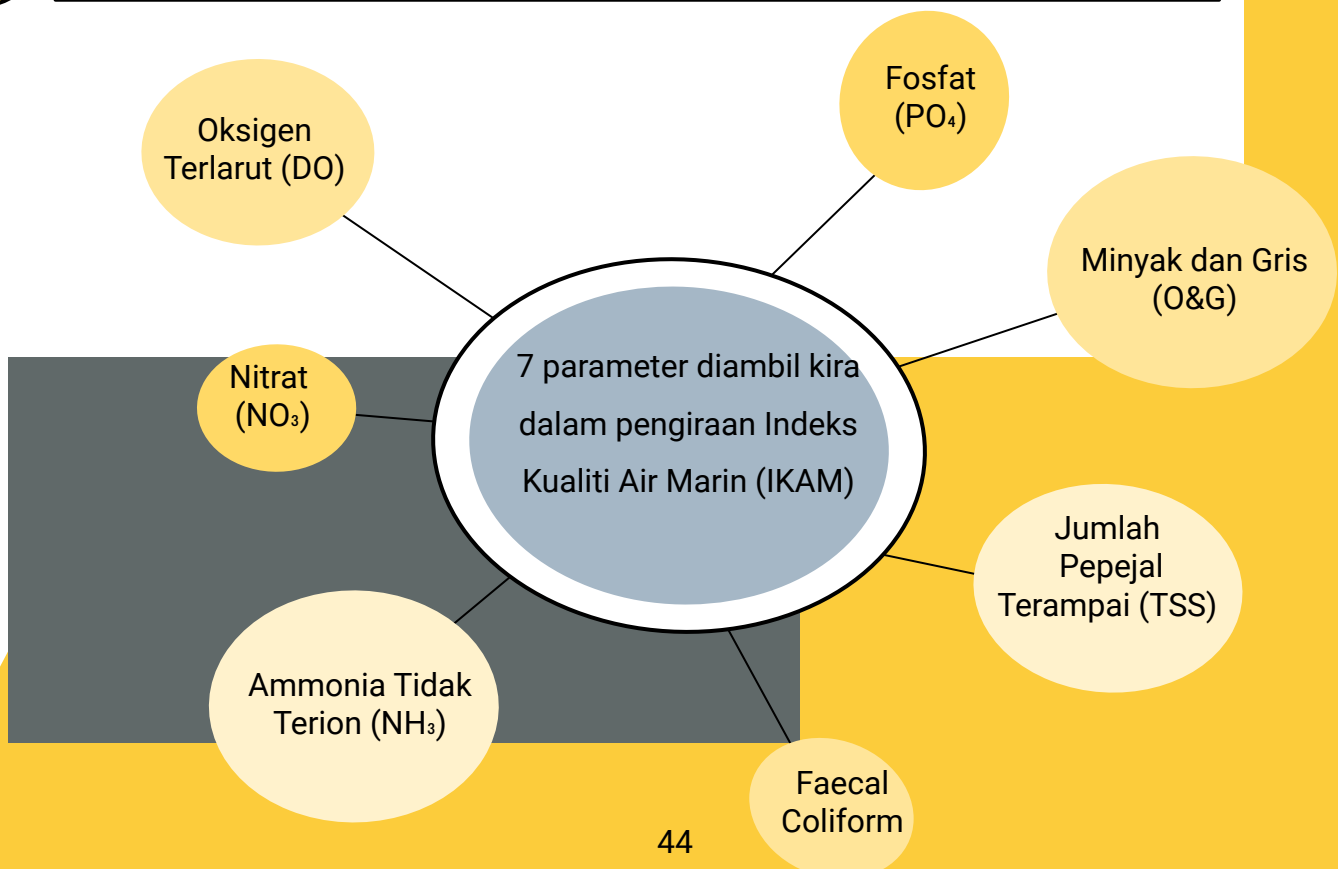 Fosfat
(PO₄)
Oksigen
Terlarut (DO)
Minyak dan Gris
(O&G)
7 parameter diambil kira
dalam pengiraan Indeks
Kualiti Air Marin (IKAM)
Nitrat
(NO₃)
Jumlah
Pepejal
Terampai (TSS)
Ammonia Tidak
Terion (NH₃)
Faecal
Coliform
44